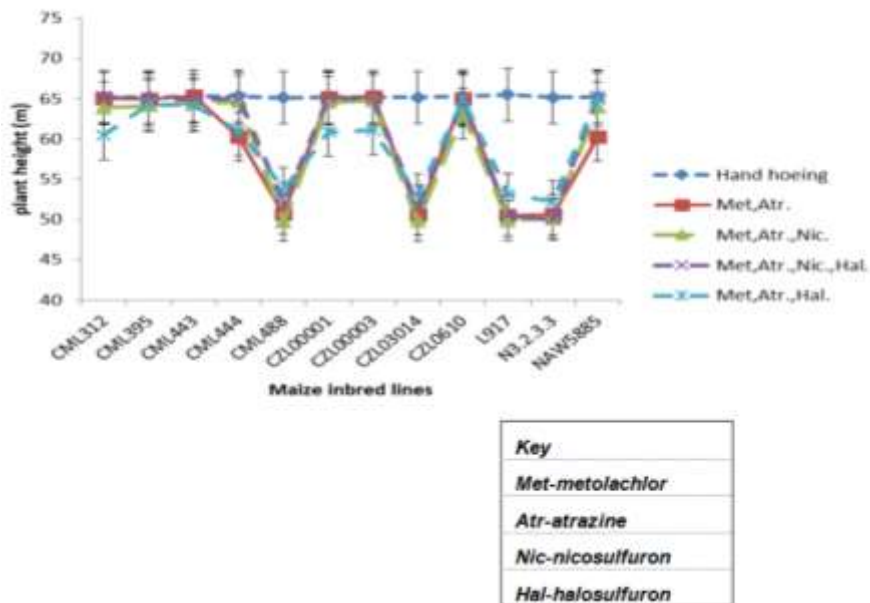 75
70
65
60
55
50
45
40
plant height (m)
CML312
CML395
CML443
CML444
CML488
CZL00001
CZL00003
CZL03014
CZL0610
L917
N3.2.3.3
NAW5885
Maize inbred lines
Hand hoeing
Met,Atr.
Met,Atr.,Nic.
Met,Atr.,Nic.,Hal.
Met,Atr.,Hal.
Key
Met-metolachlor
Atr-atrazine
Nic-nicosulfuron
Hal-halosulfuron